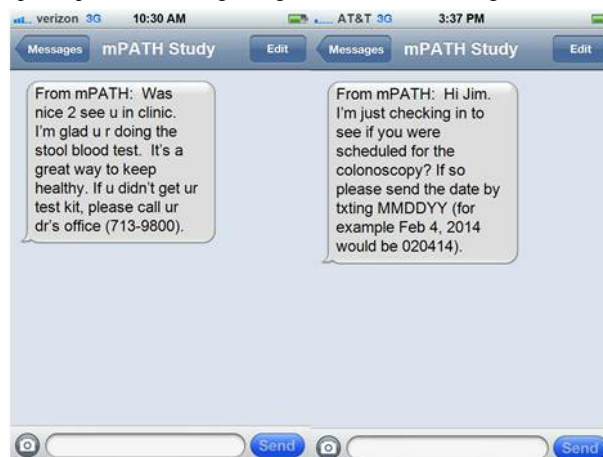 verizon 3G 10:30 AM
Messages mPATH Study Edit
From mPATH: Was
nice 2 see u in clinic.
I'm glad u r doing the
stool blood test. It's a
great way to keep
healthy. If u didn't get ur
test kit, please call ur
dr's office (713-9800).
Send
AT&T 3G 3:37 PM
Messages mPATH Study Edit
From mPATH: Hi Jim.
I'm just checking in to
see if you were
scheduled for the
colonoscopy? If so
please send the date by
txting MMDDYY (for
example Feb 4, 2014
would be 020414).
Send